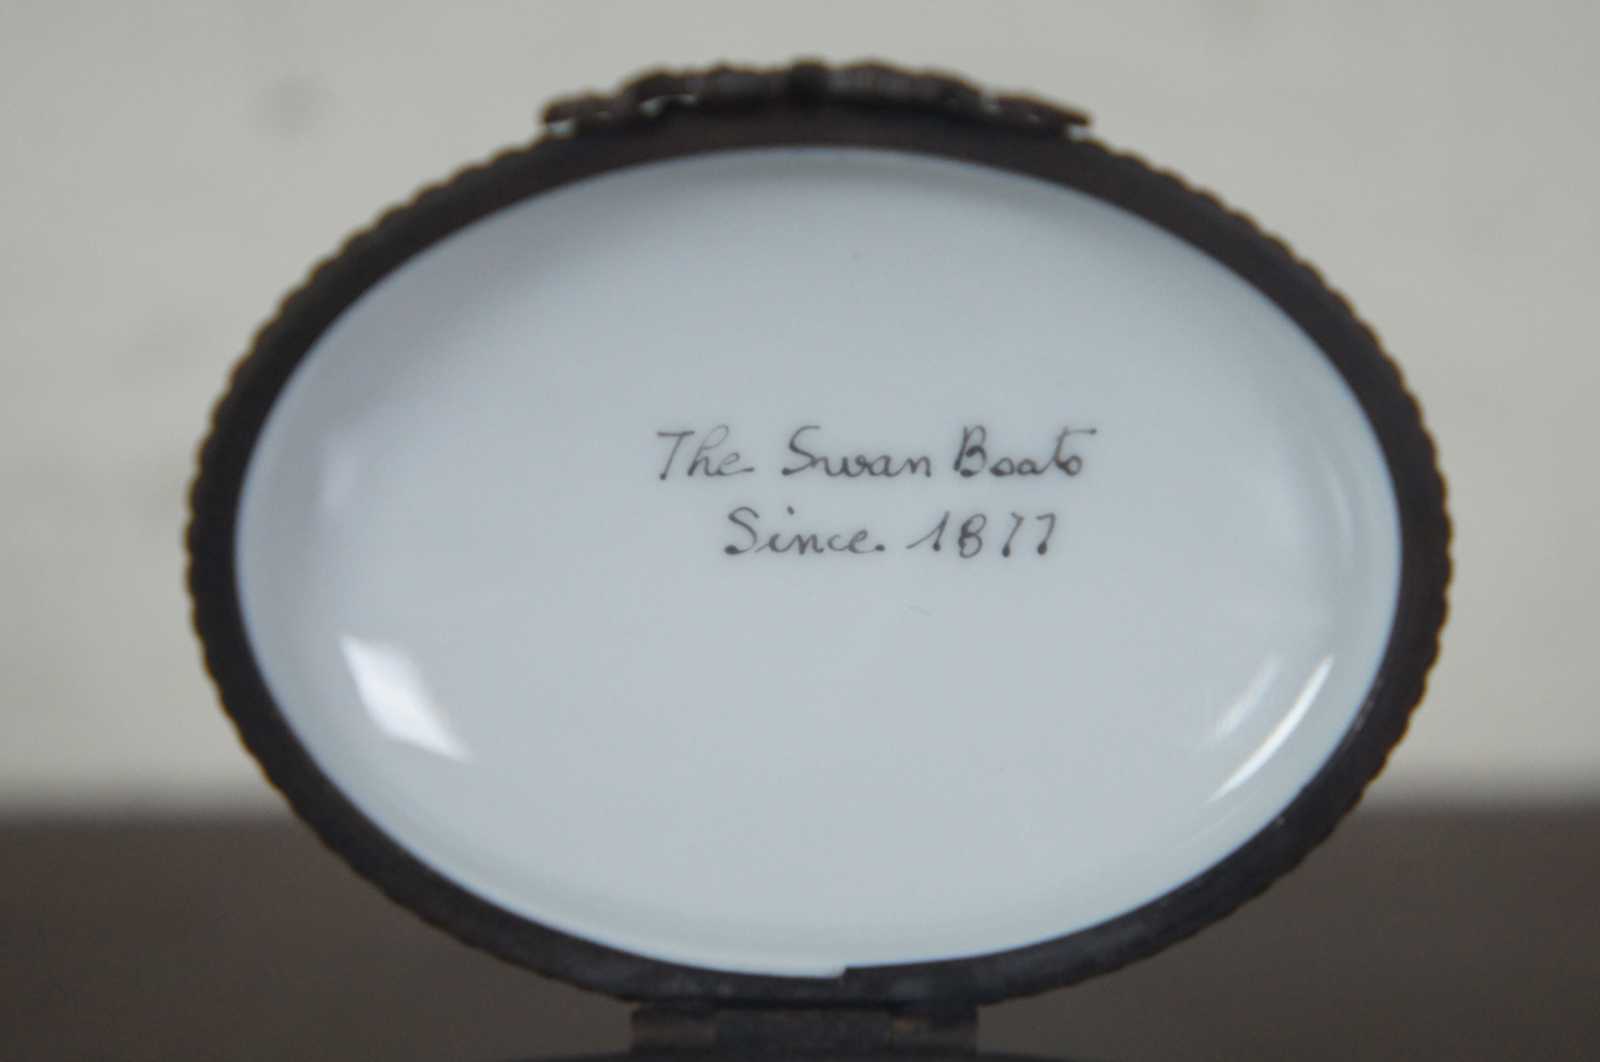 The Swan Boats
Since. 1877